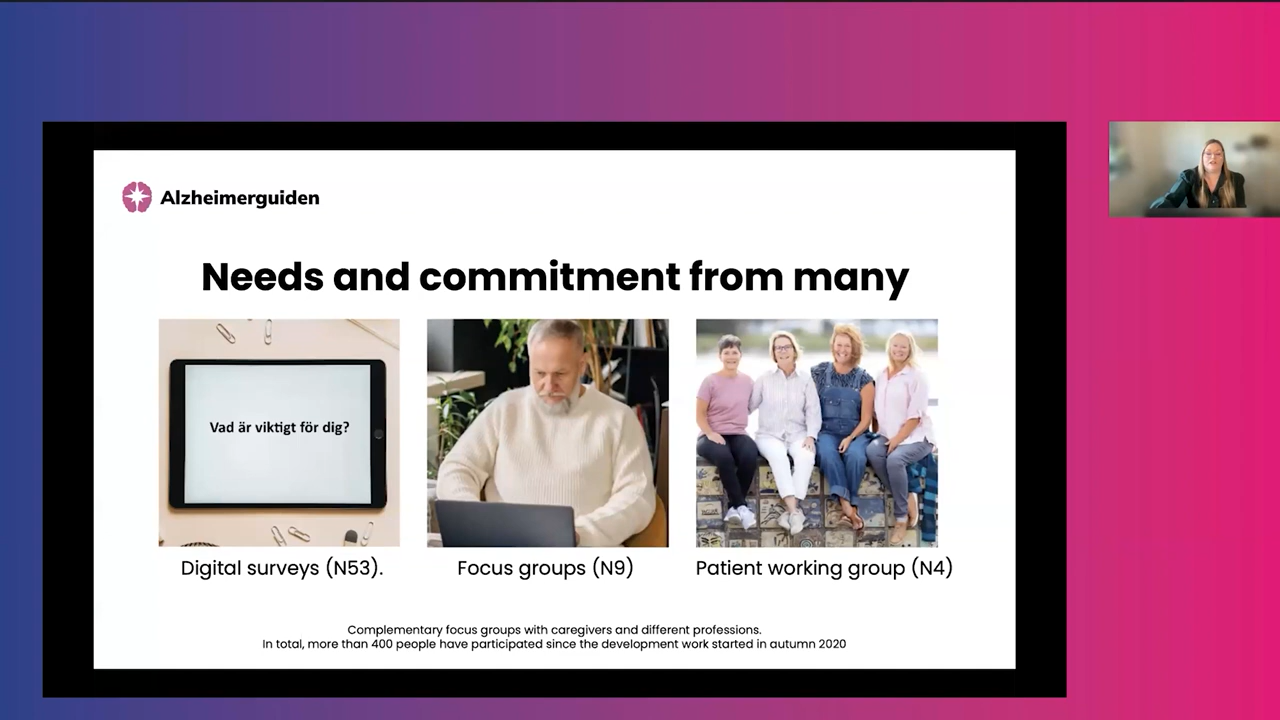 Alzheimerguiden
Needs and commitment from many
Vad är viktigt för dig?
Digital surveys (N53).
Focus groups (N9)
Patient working group (N4)
Complementary focus groups with caregivers and different professions.
In total, more than 400 people have participated since the development work started in autumn 2020